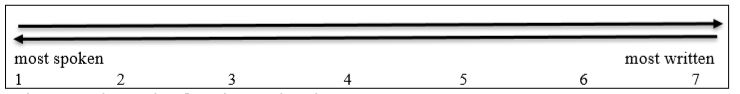 most spoken most written
1 2 3 4 5 6 7